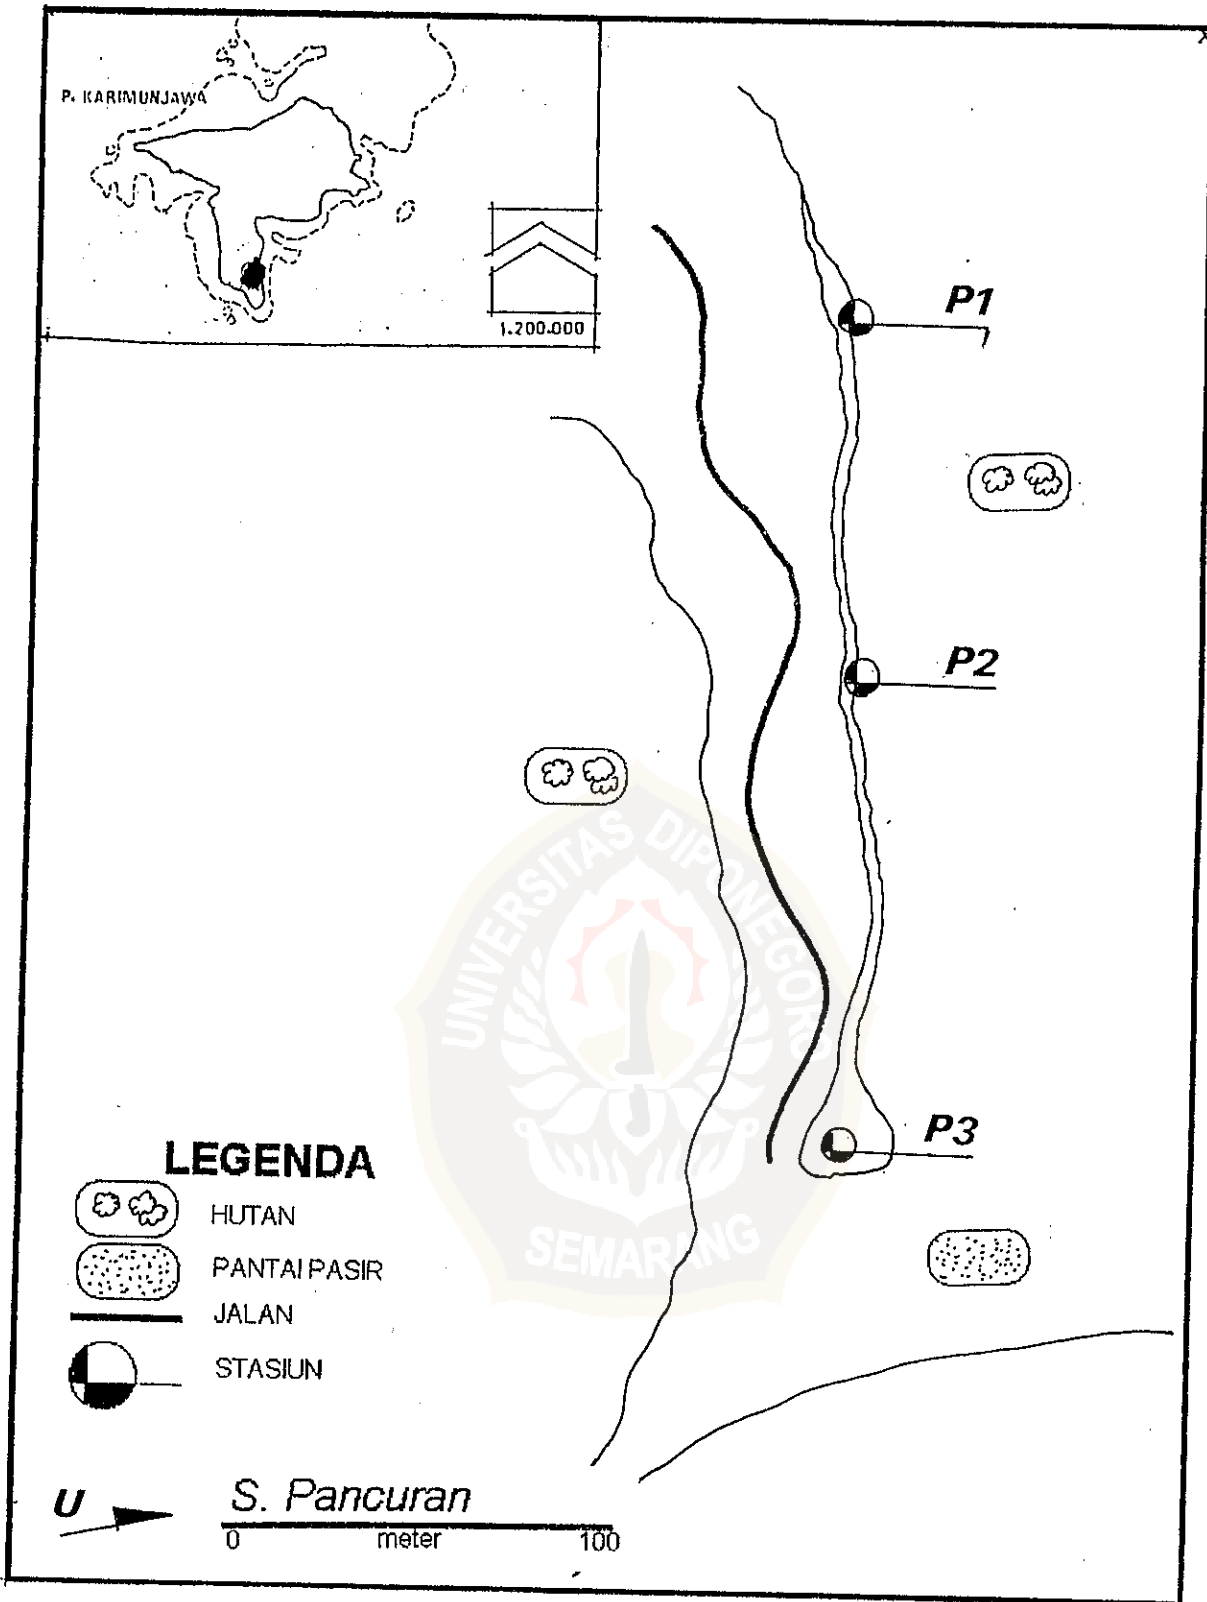 P. KARIMUNJAWA
1.200.000
P1
P2
P3
UNIVERSITAS DIPONEGORO
SEMARANG
LEGENDA
HUTAN
PANTAI PASIR
JALAN
STASIUN
U
S. Pancuran
0 meter 100